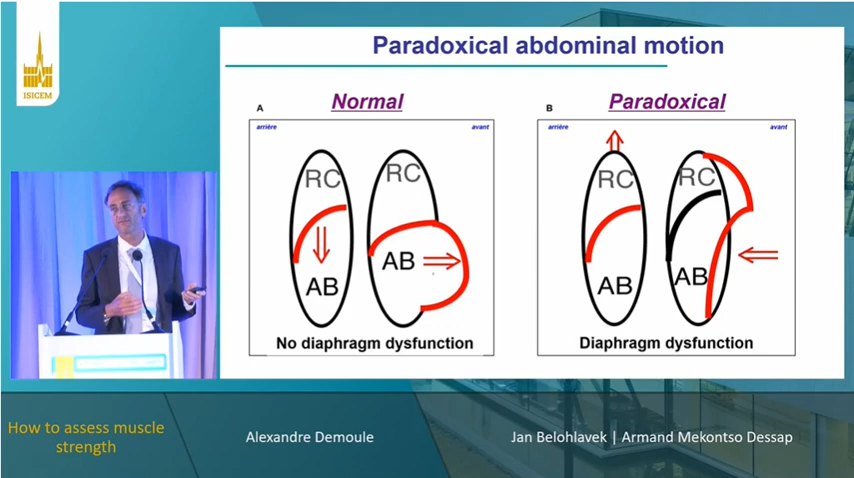 ISICEM
Paradoxical abdominal motion
A
Normal
arrière
avant
RC
AB
RC
AB
No diaphragm dysfunction
B
Paradoxical
arrière
avant
RC
AB
RC
AB
Diaphragm dysfunction
How to assess muscle
strength
Alexandre Demoule
Jan Belohlavek | Armand Mekontso Dessap